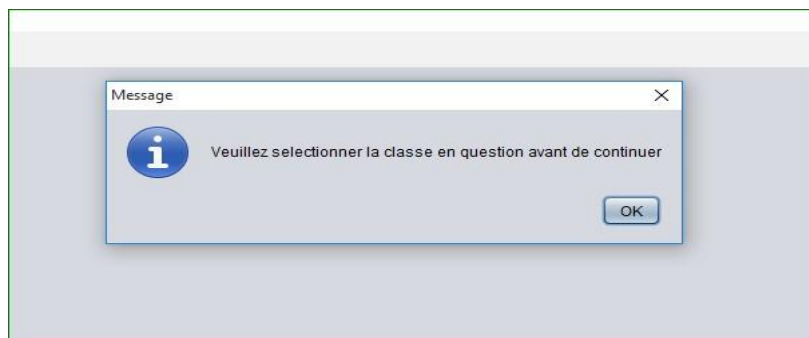 Message
Veuillez selectionner la classe en question avant de continuer
OK